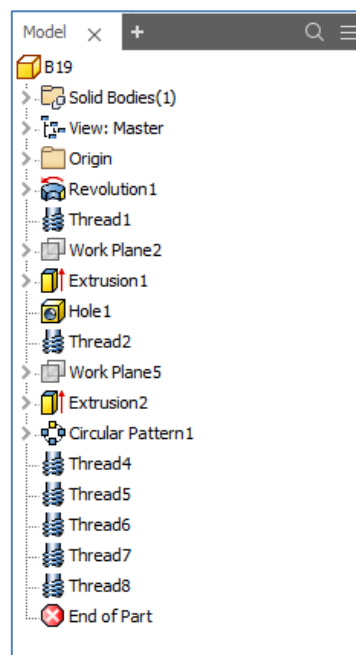 Model
B19
Solid Bodies(1)
View: Master
Origin
Revolution1
Thread1
Work Plane2
Extrusion1
Hole1
Thread2
Work Plane5
Extrusion2
Circular Pattern1
Thread4
Thread5
Thread6
Thread7
Thread8
End of Part